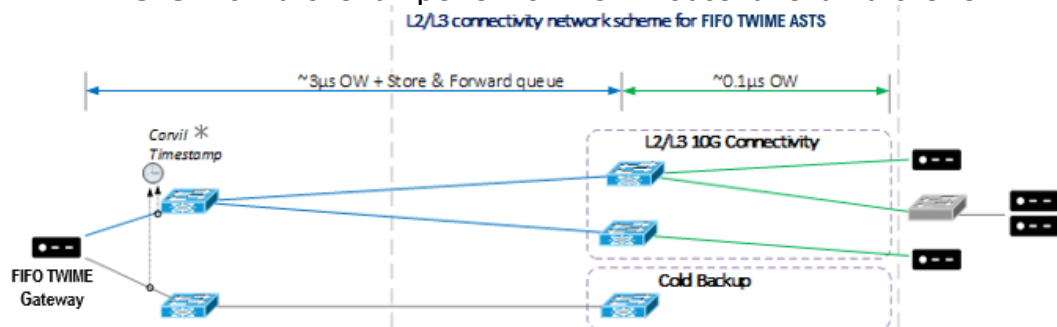 L2/L3 connectivity network scheme for FIFO TWIME ASTS
~3µs OW + Store & Forward queue
~0.1µs OW
Corvil *
Timestamp
L2/L3 10G Connectivity
FIFO TWIME
Gateway
Cold Backup